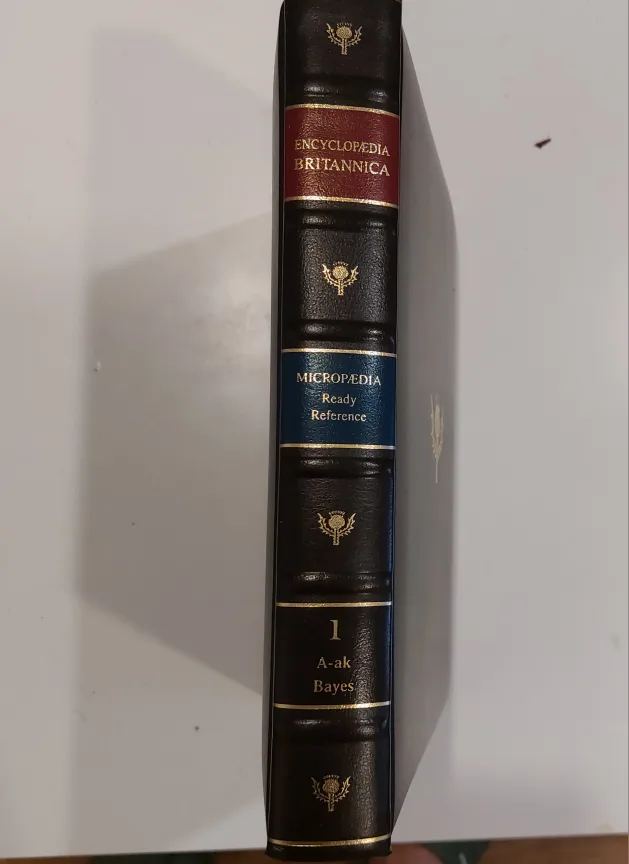 ENCYCLOPÆDIA
BRITANNICA
MICROPÆDIA
Ready
Reference
1
A-ak
Bayes